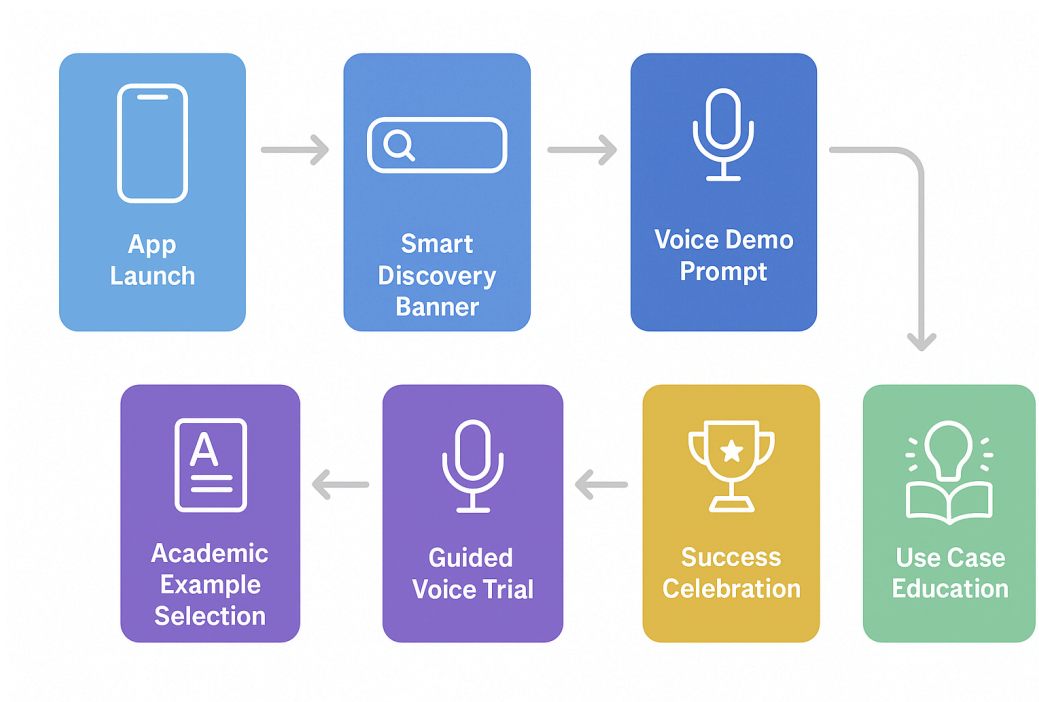 App
Launch
Smart
Discovery
Banner
Voice Demo
Prompt
Academic
Example
Selection
A
Guided
Voice Trial
Success
Celebration
Use Case
Education